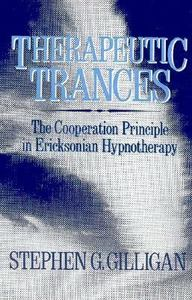 THERAPEUTIC
TRANCES
The Cooperation Principle
in Ericksonian Hypnotherapy
STEPHEN G. GILLIGAN